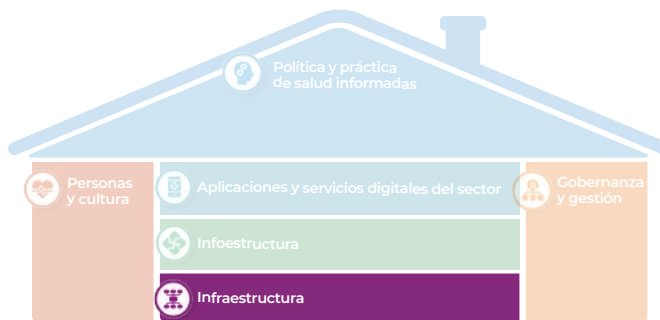 Política y práctica
de salud informadas
Personas
y cultura
Aplicaciones y servicios digitales del sector
Gobernanza
y gestión
Infoestructura
Infraestructura